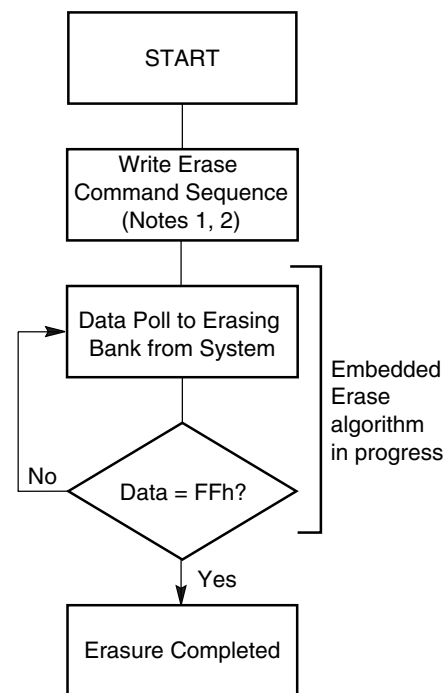 START
Write Erase
Command Sequence
(Notes 1, 2)
Data Poll to Erasing
Bank from System
Embedded
Erase
algorithm
in progress
No
Data = FFh?
Yes
Erasure Completed